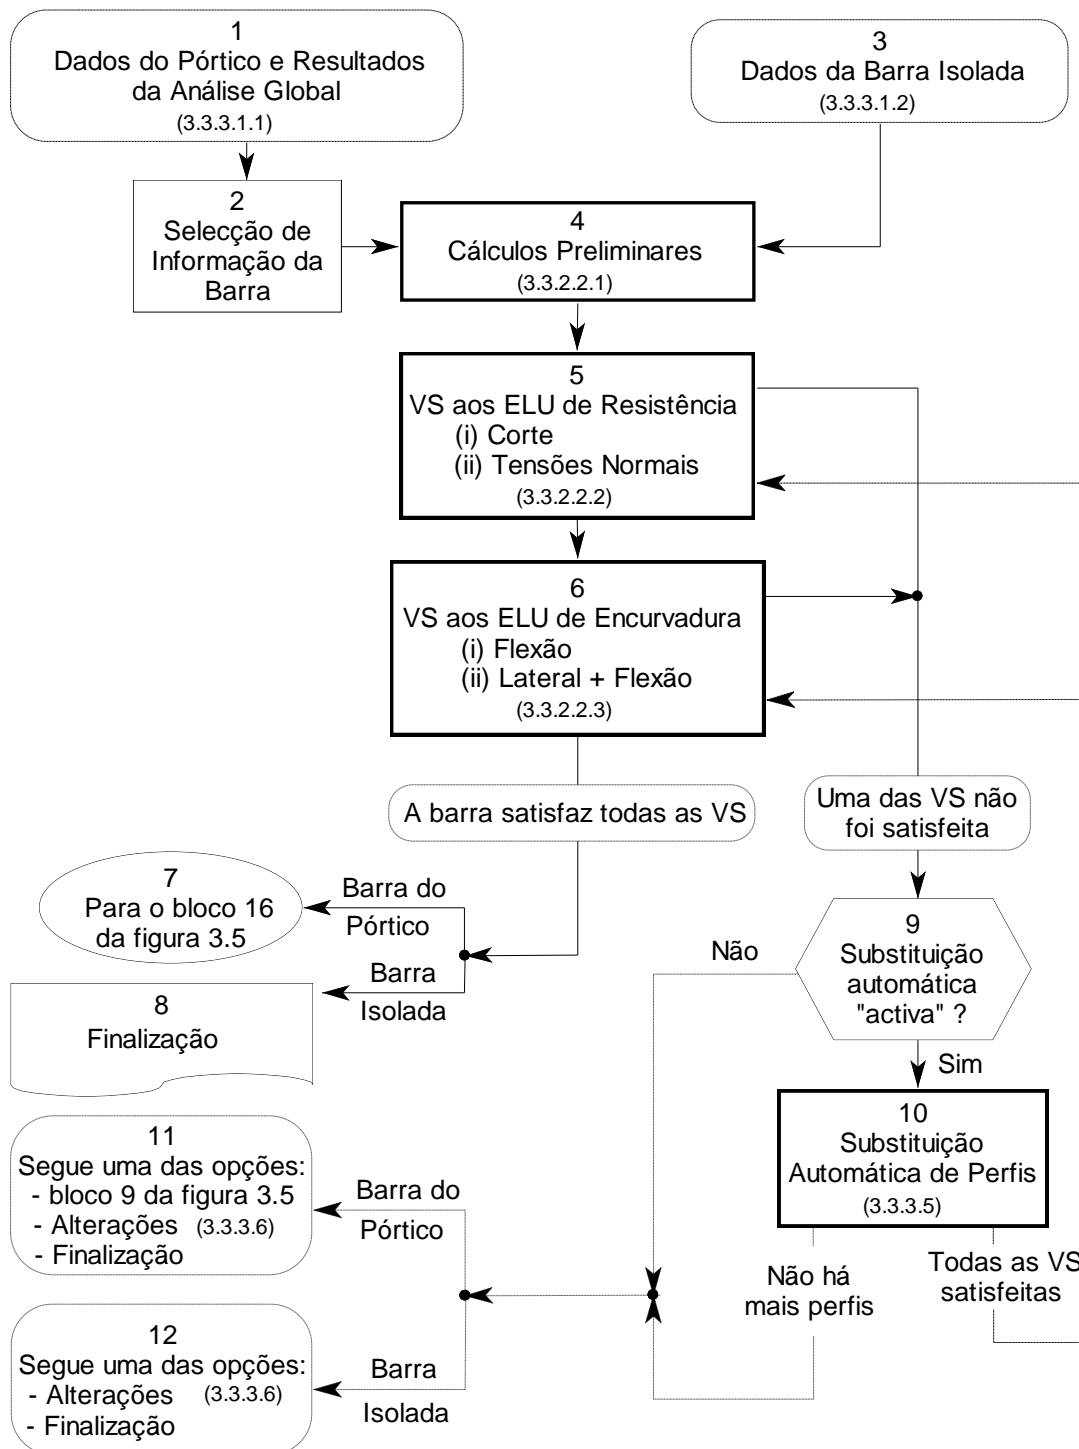 1
Dados do Pórtico e Resultados
da Análise Global
(3.3.3.1.1)
3
Dados da Barra Isolada
(3.3.3.1.2)
2
Selecção de
Informação da
Barra
4
Cálculos Preliminares
(3.3.2.2.1)
5
VS aos ELU de Resistência
(i) Corte
(ii) Tensões Normais
(3.3.2.2.2)
6
VS aos ELU de Encurvadura
(i) Flexão
(ii) Lateral + Flexão
(3.3.2.2.3)
A barra satisfaz todas as VS
Uma das VS não
foi satisfeita
7
Para o bloco 16
da figura 3.5
Barra do
Pórtico
Barra
Isolada
8
Finalização
9
Substituição
automática
"activa" ?
Não
Sim
10
Substituição
Automática de Perfis
(3.3.3.5)
11
Segue uma das opções:
- bloco 9 da figura 3.5
- Alterações (3.3.3.6)
- Finalização
Barra do
Pórtico
Não há
mais perfis
Todas as VS
satisfeitas
12
Segue uma das opções:
- Alterações (3.3.3.6)
- Finalização
Barra
Isolada